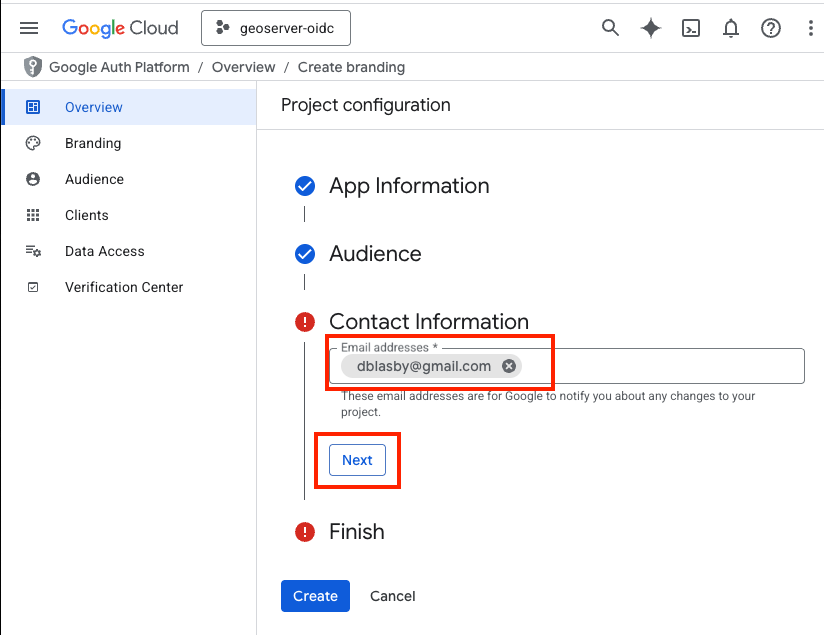 Google Cloud
geoserver-oidc
Google Auth Platform / Overview / Create branding
Overview
Branding
Audience
Clients
Data Access
Verification Center
Project configuration
App Information
Audience
Contact Information
Email addresses *
dblasby@gmail.com
These email addresses are for Google to notify you about any changes to your
project.
Next
Finish
Create
Cancel